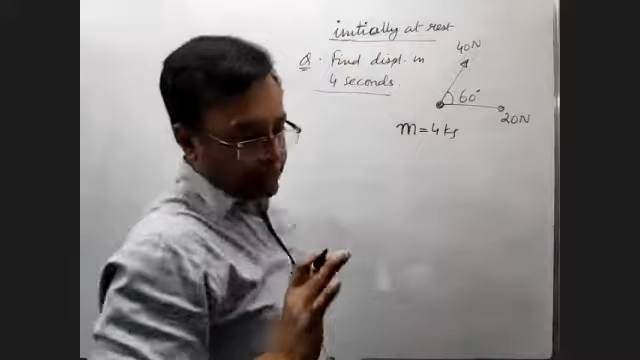 initially at rest
Q. Find displ. in
4 seconds.
40N
60°
20N
m = 4 kg